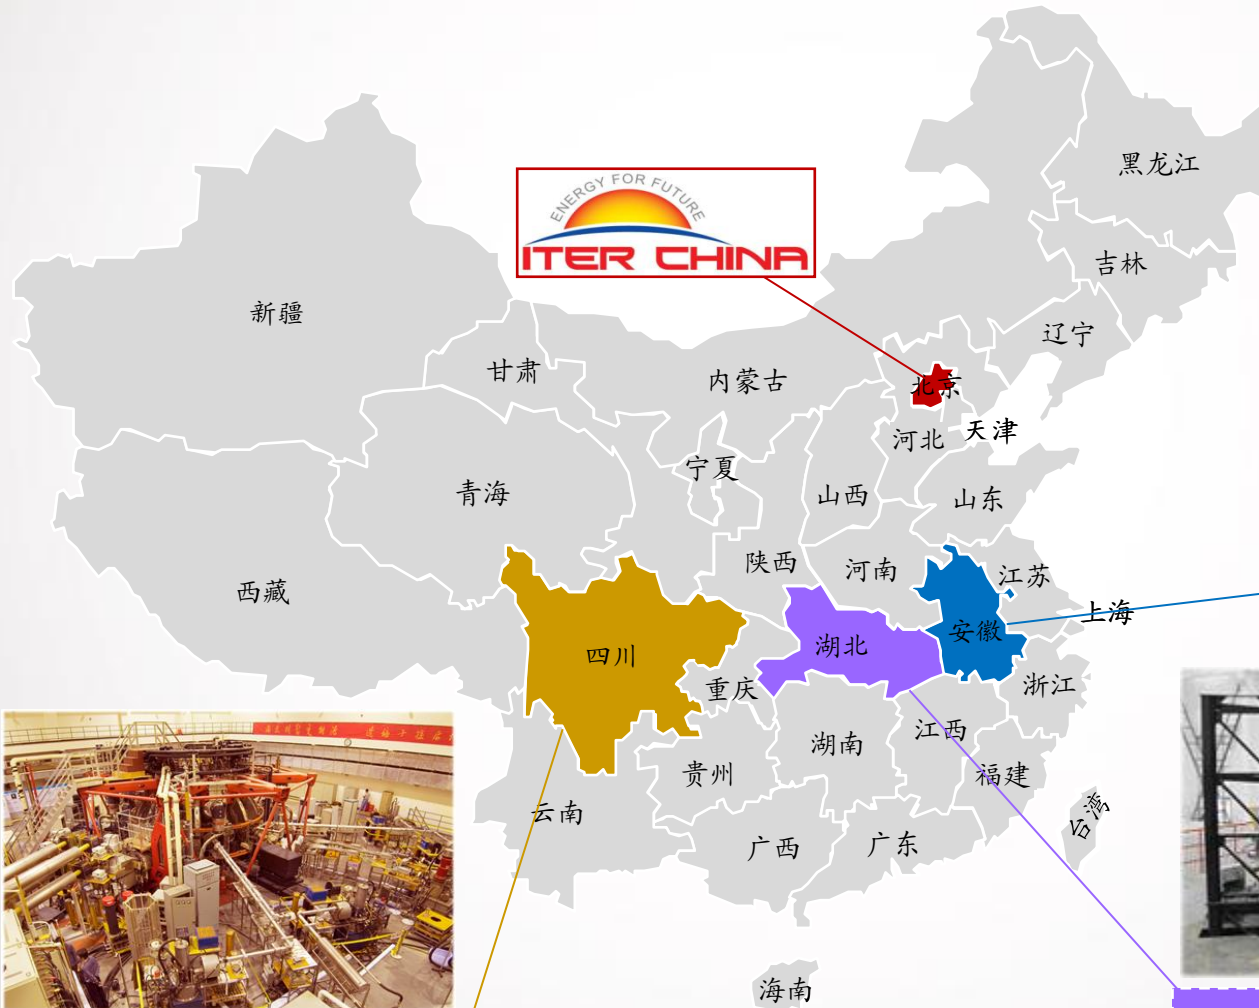 黑龙江
ENERGY FOR FUTURE
ITER CHINA
吉林
新疆
辽宁
甘肃
内蒙古
北京
河北
天津
宁夏
青海
山西
山东
陕西
河南
江苏
西藏
上海
安徽
湖北
四川
浙江
重庆
江西
湖南
贵州
福建
云南
台湾
广西
广东
海南